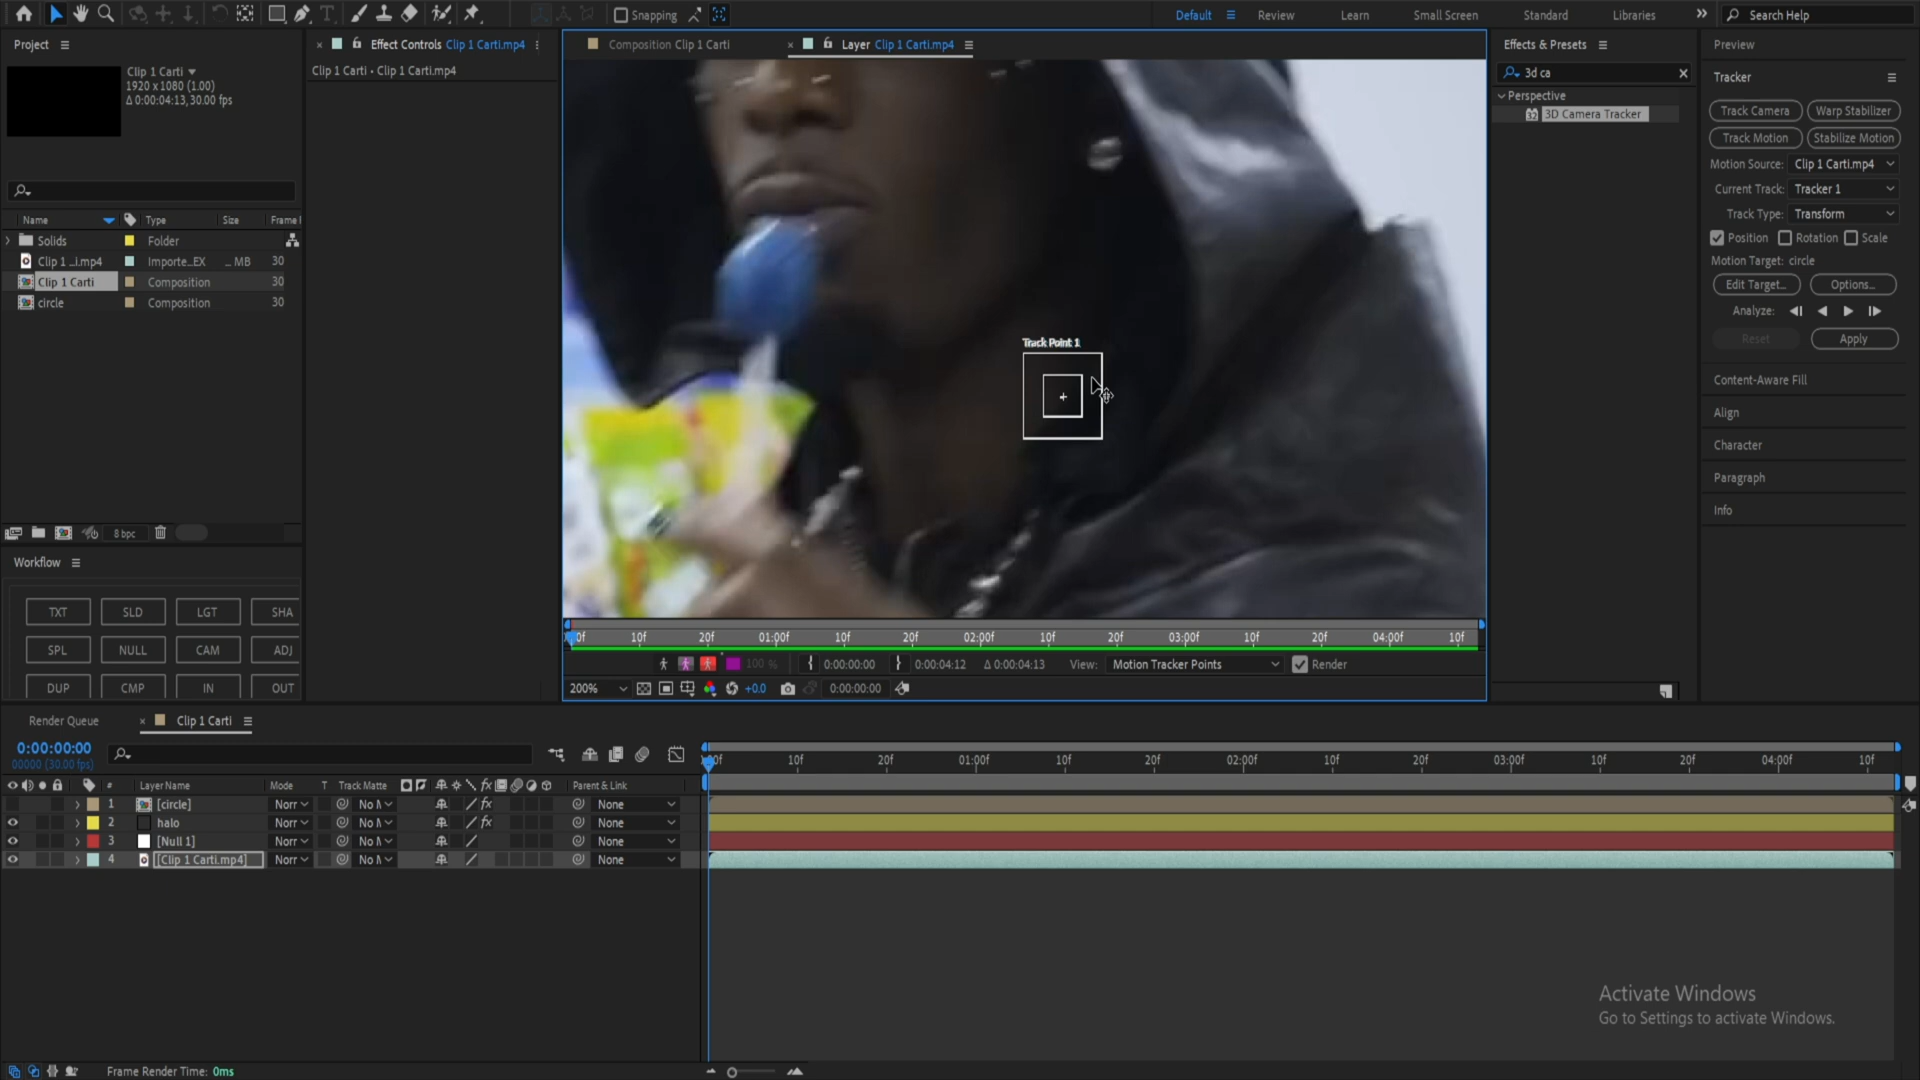 Snapping
Default
Review
Learn
Small Screen
Standard
Libraries
Search Help
Project
Effect Controls Clip 1 Carti.mp4
Composition Clip 1 Carti
Layer Clip 1 Carti.mp4
Effects & Presets
Preview
Clip 1 Carti
1920 x 1080 (1.00)
Δ 0:00:04:13, 30.00 fps
Clip 1 Carti • Clip 1 Carti.mp4
3d ca
Perspective
3D Camera Tracker
Tracker
Track Camera
Warp Stabilizer
Track Motion
Stabilize Motion
Motion Source: Clip 1 Carti.mp4
Current Track: Tracker 1
Track Type: Transform
Position Rotation Scale
Motion Target: circle
Edit Target...
Options...
Analyze:
Reset
Apply
Content-Aware Fill
Align
Character
Paragraph
Info
Name Type Size Frame
Solids Folder
Clip 1 ...i.mp4 Importe...EX ... MB 30
Clip 1 Carti Composition 30
circle Composition 30
Track Point 1
8 bpc
Workflow
TXT SLD LGT SHA
SPL NULL CAM ADJ
DUP CMP IN OUT
0f 10f 20f 01:00f 10f 20f 02:00f 10f 20f 03:00f 10f 20f 04:00f 10f
100 % 0:00:00:00 0:00:04:12 Δ 0:00:04:13 View: Motion Tracker Points Render
200% +0.0 0:00:00:00
Render Queue
Clip 1 Carti
0:00:00:00
00000 (30.00 fps)
0f 10f 20f 01:00f 10f 20f 02:00f 10f 20f 03:00f 10f 20f 04:00f 10f
# Layer Name Mode T Track Matte fx Parent & Link
1 [circle] Norr No fx None
2 halo Norr No fx None
3 [Null 1] Norr No None
4 [Clip 1 Carti.mp4] Norr No None
Activate Windows
Go to Settings to activate Windows.
Frame Render Time: 0ms